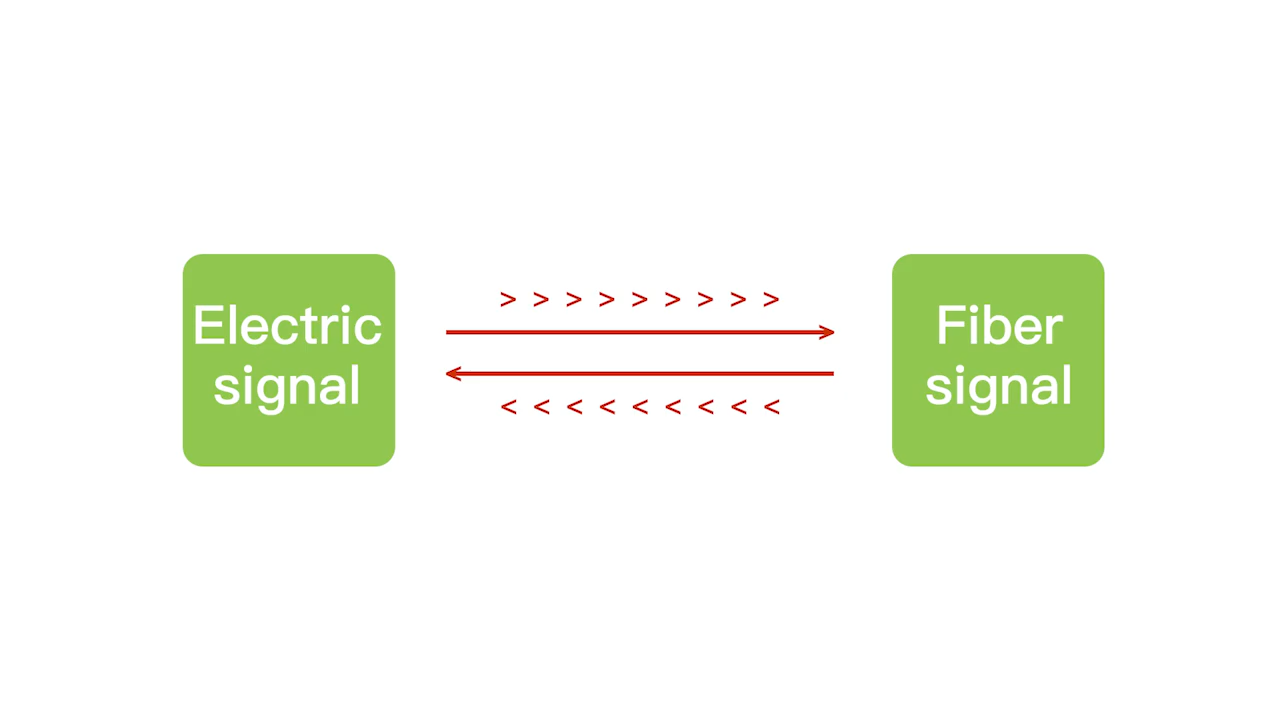 Electric
signal
> > > > > > > > >
< < < < < < < < <
Fiber
signal